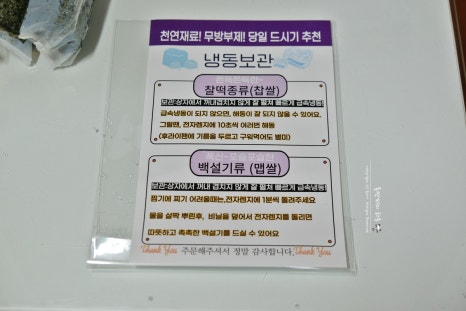 천연재료! 무방부제! 당일 드시기 추천
냉동보관
찰떡종류(찹쌀)
보관:상자에서 꺼내 겹치지 않게 잘 펼쳐 빠르게 급속냉동!
급속냉동이 되지 않으면, 해동이 잘 되지 않을 수 있어요.
그럴땐, 전자렌지에 10초씩 여러번 해동
(후라이팬에 기름을 두르고 구워먹어도 별미)
백설기류 (맵쌀)
보관:상자에서 꺼내 겹치지 않게 잘 펼쳐 빠르게 급속냉동!
찜기에 찌기 어려울때는,전자렌지에 1분씩 돌려주세요
물을 살짝 뿌린후, 비닐을 덮어서 전자렌지를 돌리면
따뜻하고 촉촉한 백설기를 드실 수 있어요
Thank You 주문해주셔서 정말 감사합니다. Thank You